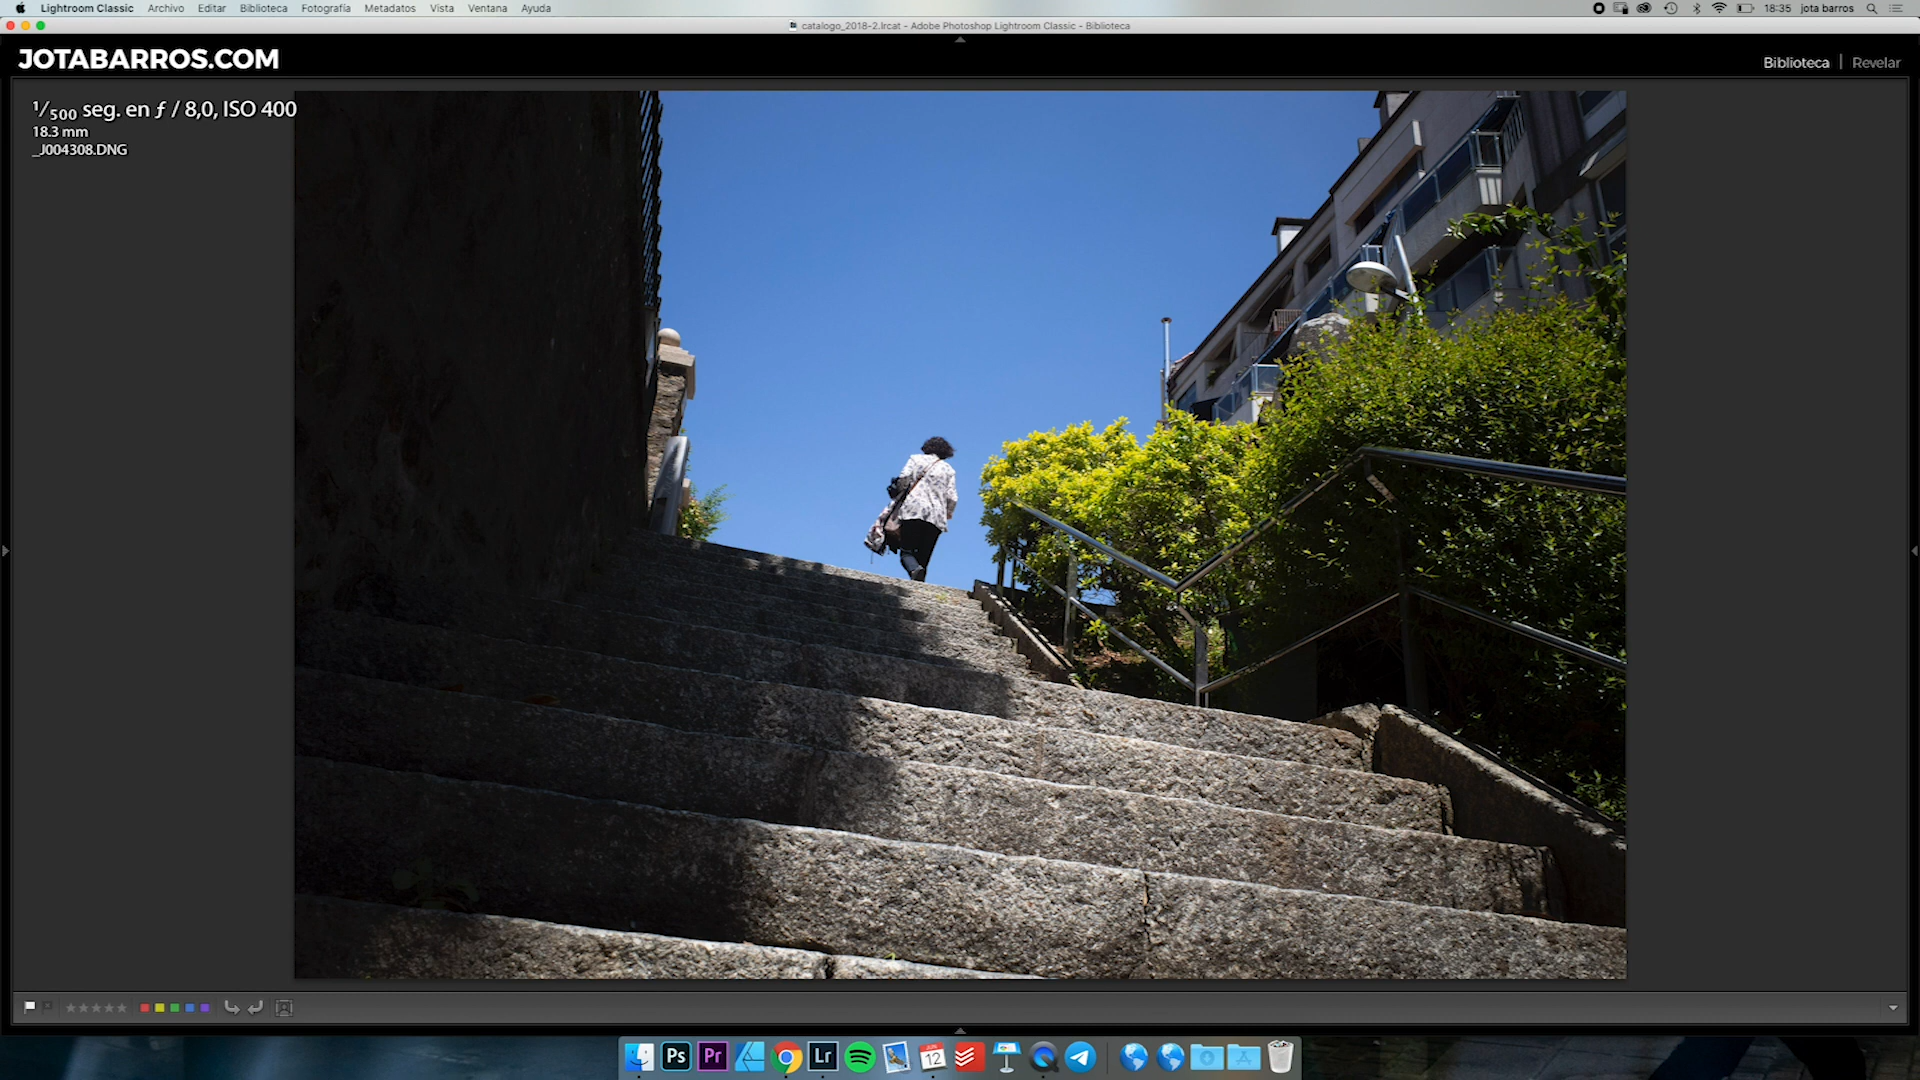 Lightroom Classic Archivo Editar Biblioteca Fotografía Metadatos Vista Ventana Ayuda 18:35 jota barros
catalogo_2018-2.lrcat - Adobe Photoshop Lightroom Classic - Biblioteca
JOTABARROS.COM
Biblioteca | Revelar
1/500 seg. en ƒ / 8,0, ISO 400
18.3 mm
_J004308.DNG
Ps Pr Lr JUN 12